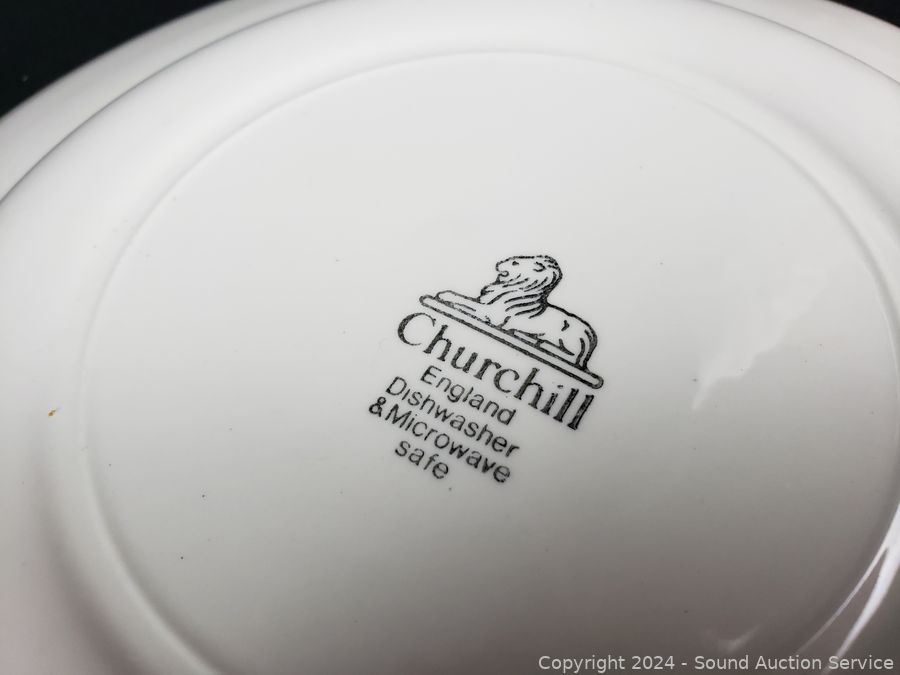 Churchill
England
Dishwasher
&Microwave
safe
Copyright 2024 - Sound Auction Service